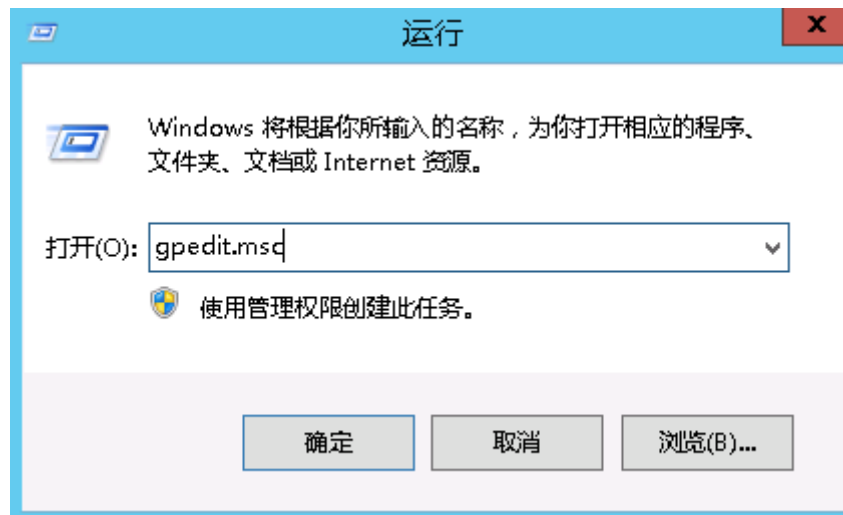 运行
Windows 将根据你所输入的名称，为你打开相应的程序、
文件夹、文档或 Internet 资源。
打开(O): gpedit.msc
使用管理权限创建此任务。
确定 取消 浏览(B)...